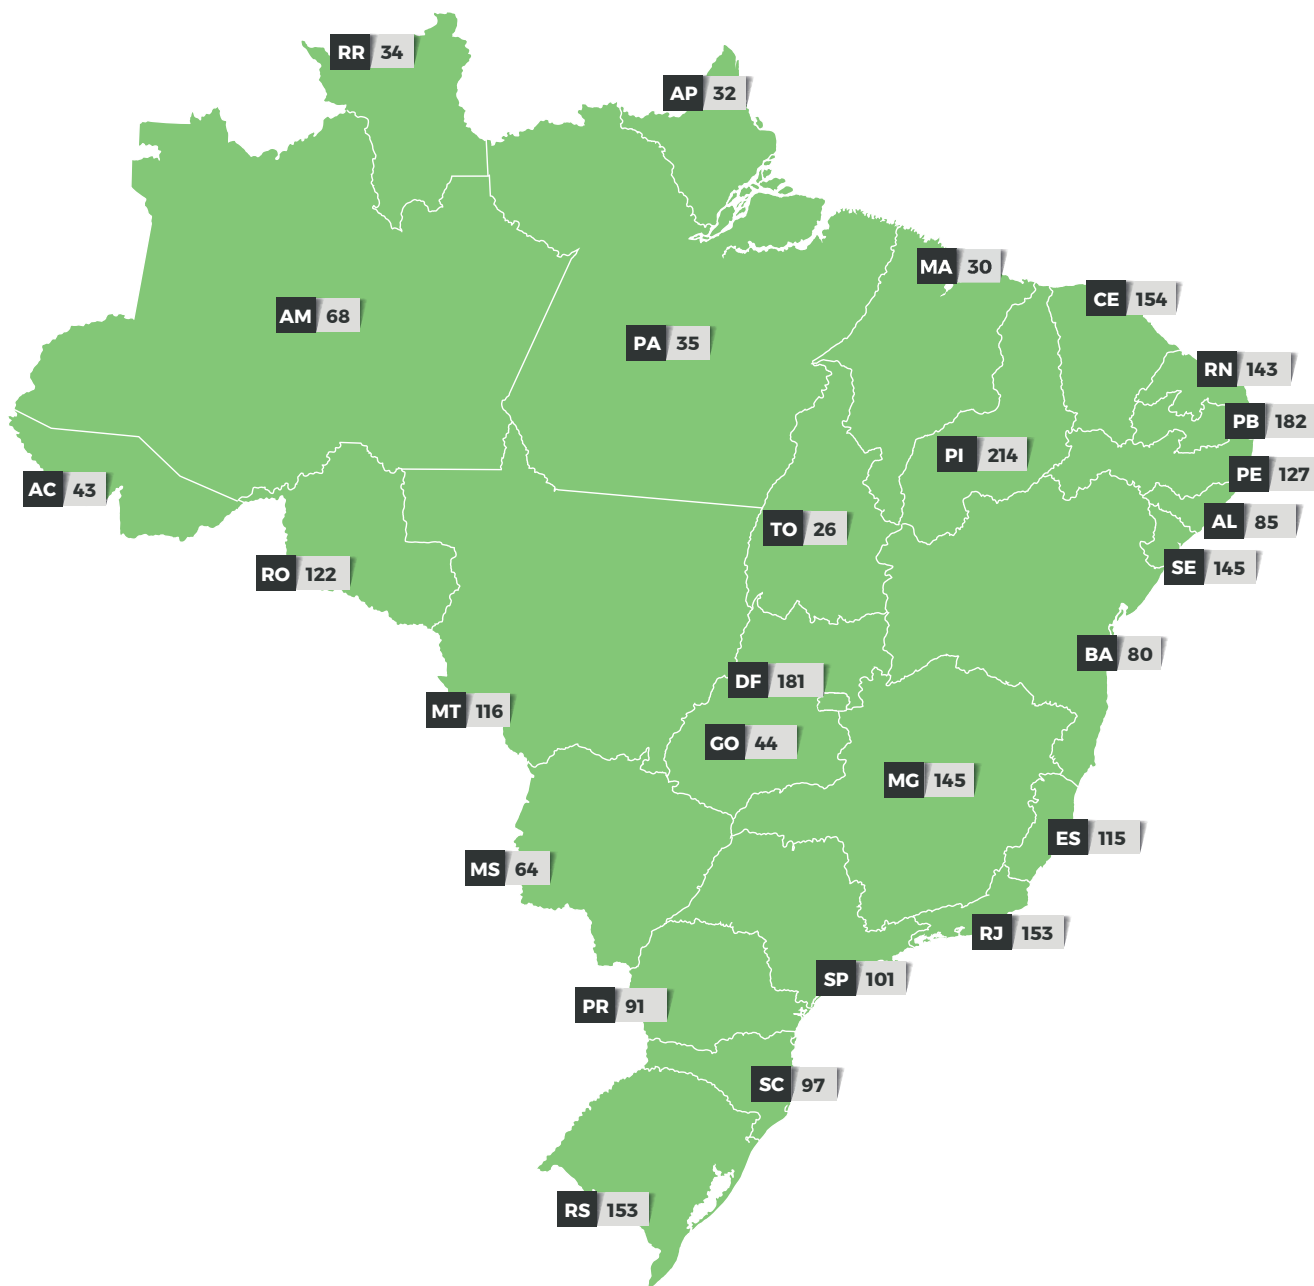 RR 34
AP 32
MA 30
CE 154
AM 68
PA 35
RN 143
PB 182
PI 214
PE 127
AC 43
AL 85
TO 26
SE 145
RO 122
BA 80
DF 181
MT 116
GO 44
MG 145
ES 115
MS 64
RJ 153
SP 101
PR 91
SC 97
RS 153